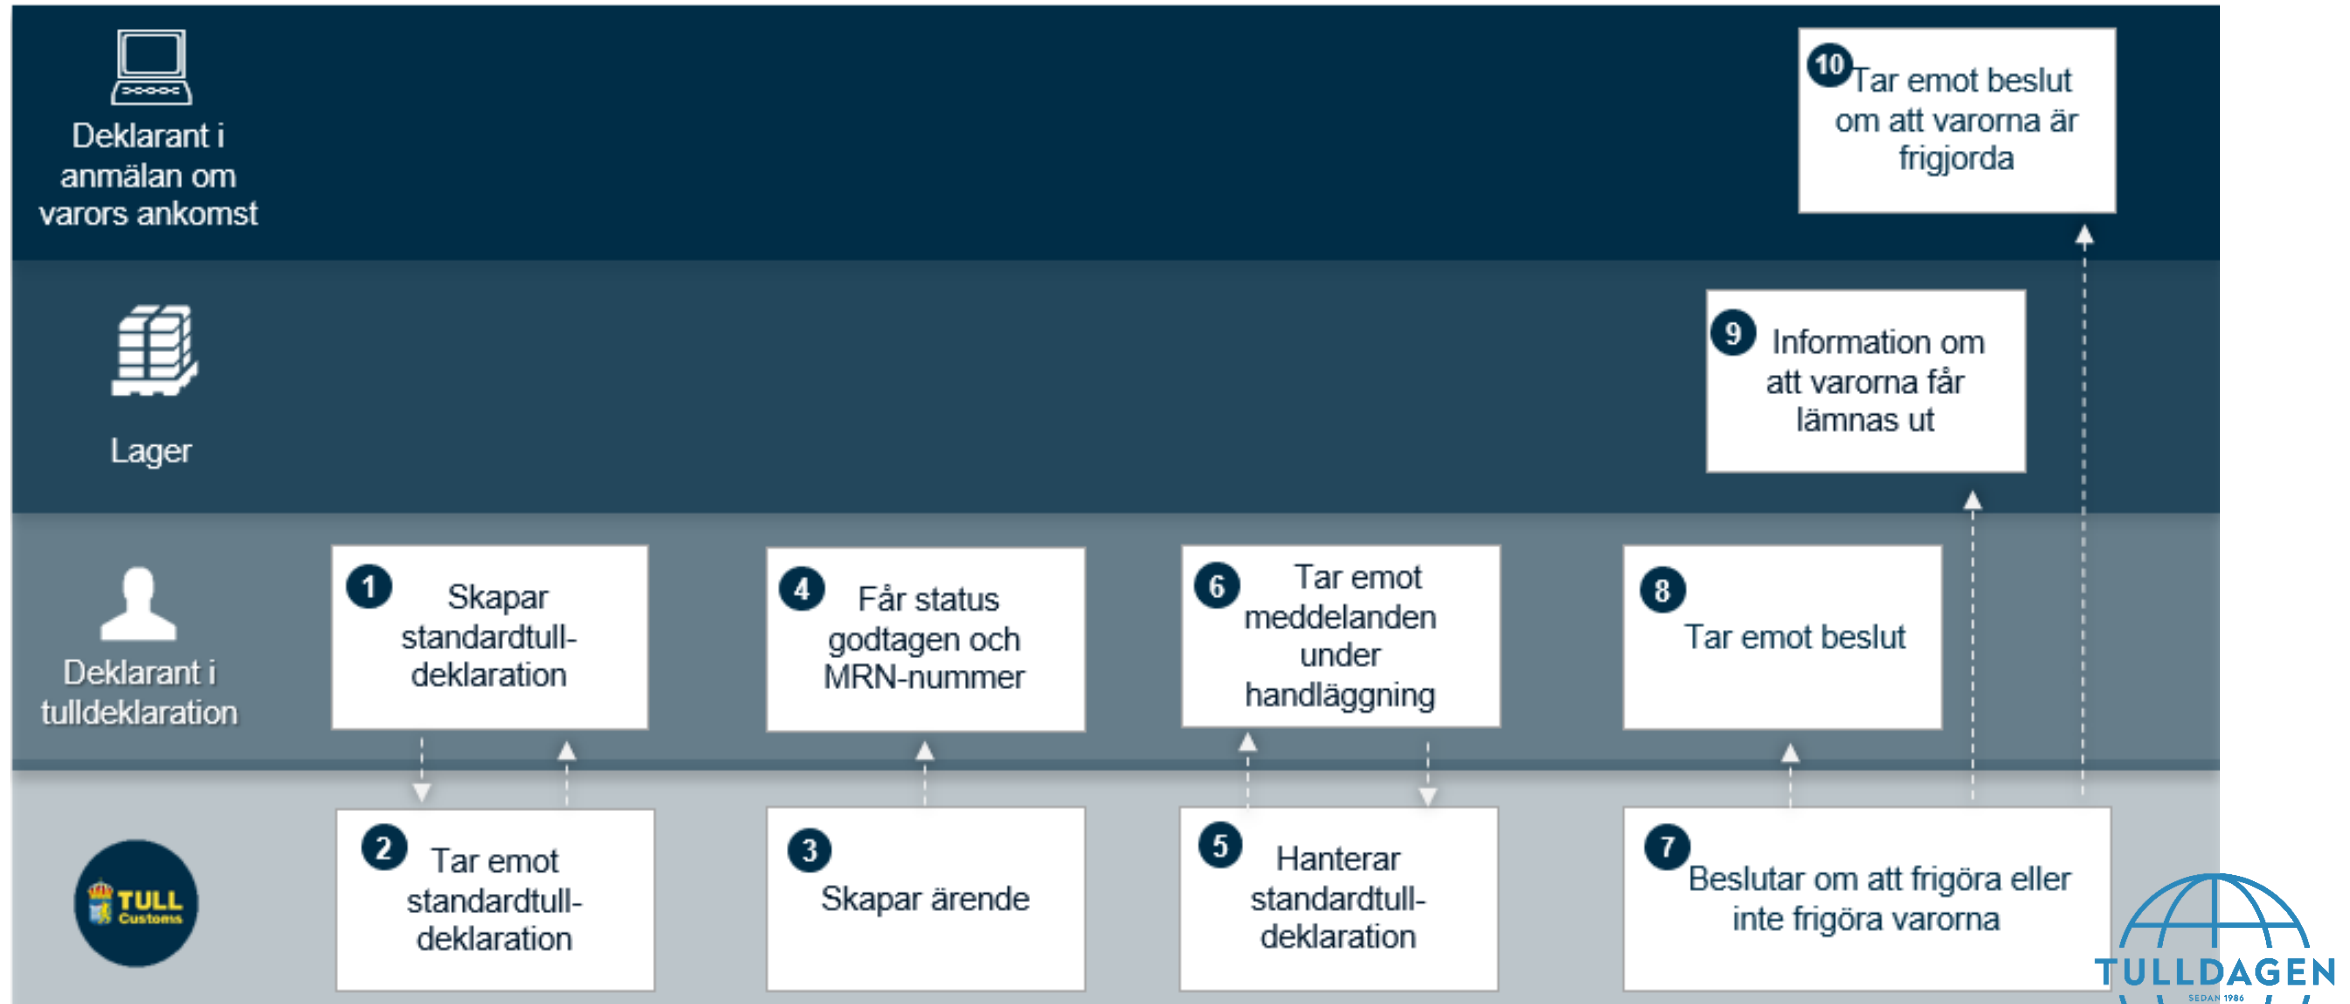 10
Tar emot beslut
om att varorna är
frigjorda
Deklarant i
anmälan om
varors ankomst
9
Information om
att varorna får
lämnas ut
Lager
1
Skapar
standardtull-
deklaration
4
Får status
godtagen och
MRN-nummer
6
Tar emot
meddelanden
under
handläggning
8
Tar emot beslut
Deklarant i
tulldeklaration
TULL
Customs
2
Tar emot
standardtull-
deklaration
3
Skapar ärende
5
Hanterar
standardtull-
deklaration
7
Beslutar om att frigöra eller
inte frigöra varorna
TULLDAGEN
SEDAN 1986